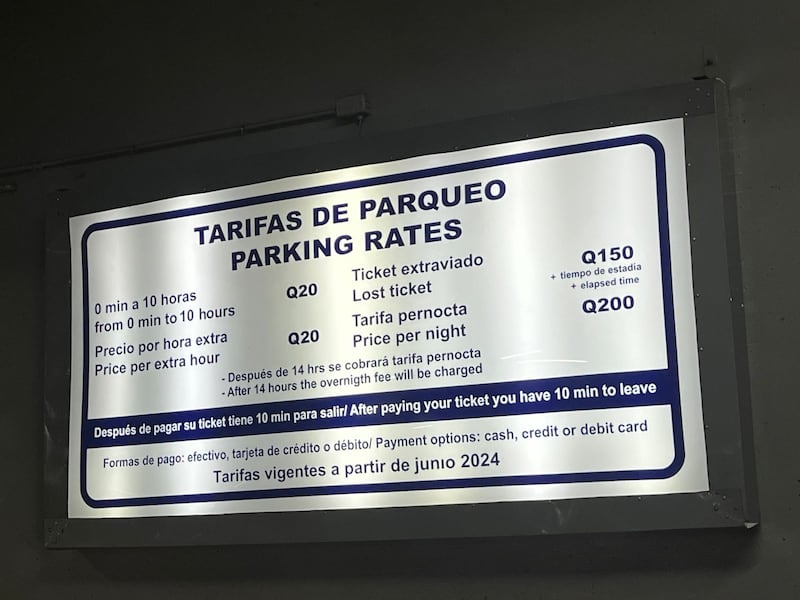 TARIFAS DE PARQUEO
PARKING RATES
0 min a 10 horas
from 0 min to 10 hours
Q20
Precio por hora extra
Price per extra hour
Q20
Ticket extraviado
Lost ticket
Q150
+ tiempo de estadia
+ elapsed time
Tarifa pernocta
Price per night
Q200
- Después de 14 hrs se cobrará tarifa pernocta
- After 14 hours the overnigth fee will be charged
Después de pagar su ticket tiene 10 min para salir/ After paying your ticket you have 10 min to leave
Formas de pago: efectivo, tarjeta de crédito o débito/ Payment options: cash, credit or debit card
Tarifas vigentes a partir de junio 2024